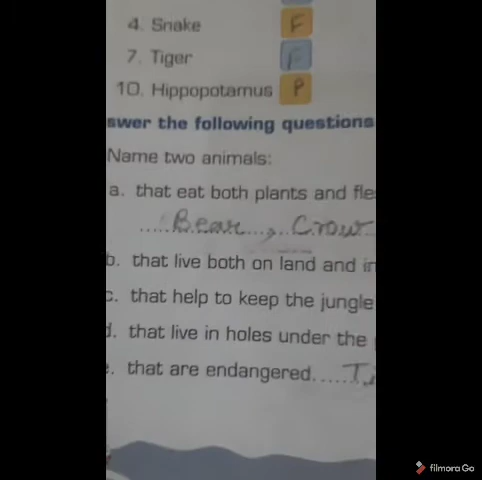 4. Snake F
7. Tiger F
10. Hippopotamus P
swer the following questions
Name two animals:
a. that eat both plants and fle
Bear, Crow
b. that live both on land and in
c. that help to keep the jungle
d. that live in holes under the
. that are endangered.....
filmora Go